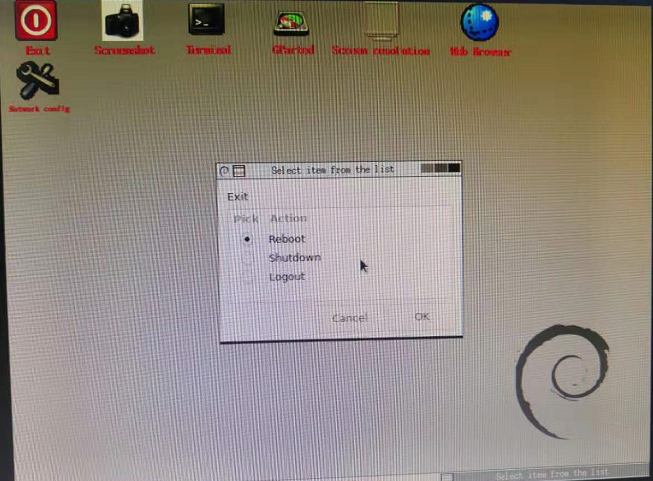 Exit
Screenshot
Terminal
GParted
Screen resolution
Web Browser
Network config
Select item from the list
Exit
Pick Action
Reboot
Shutdown
Logout
Cancel OK
Select item from the list